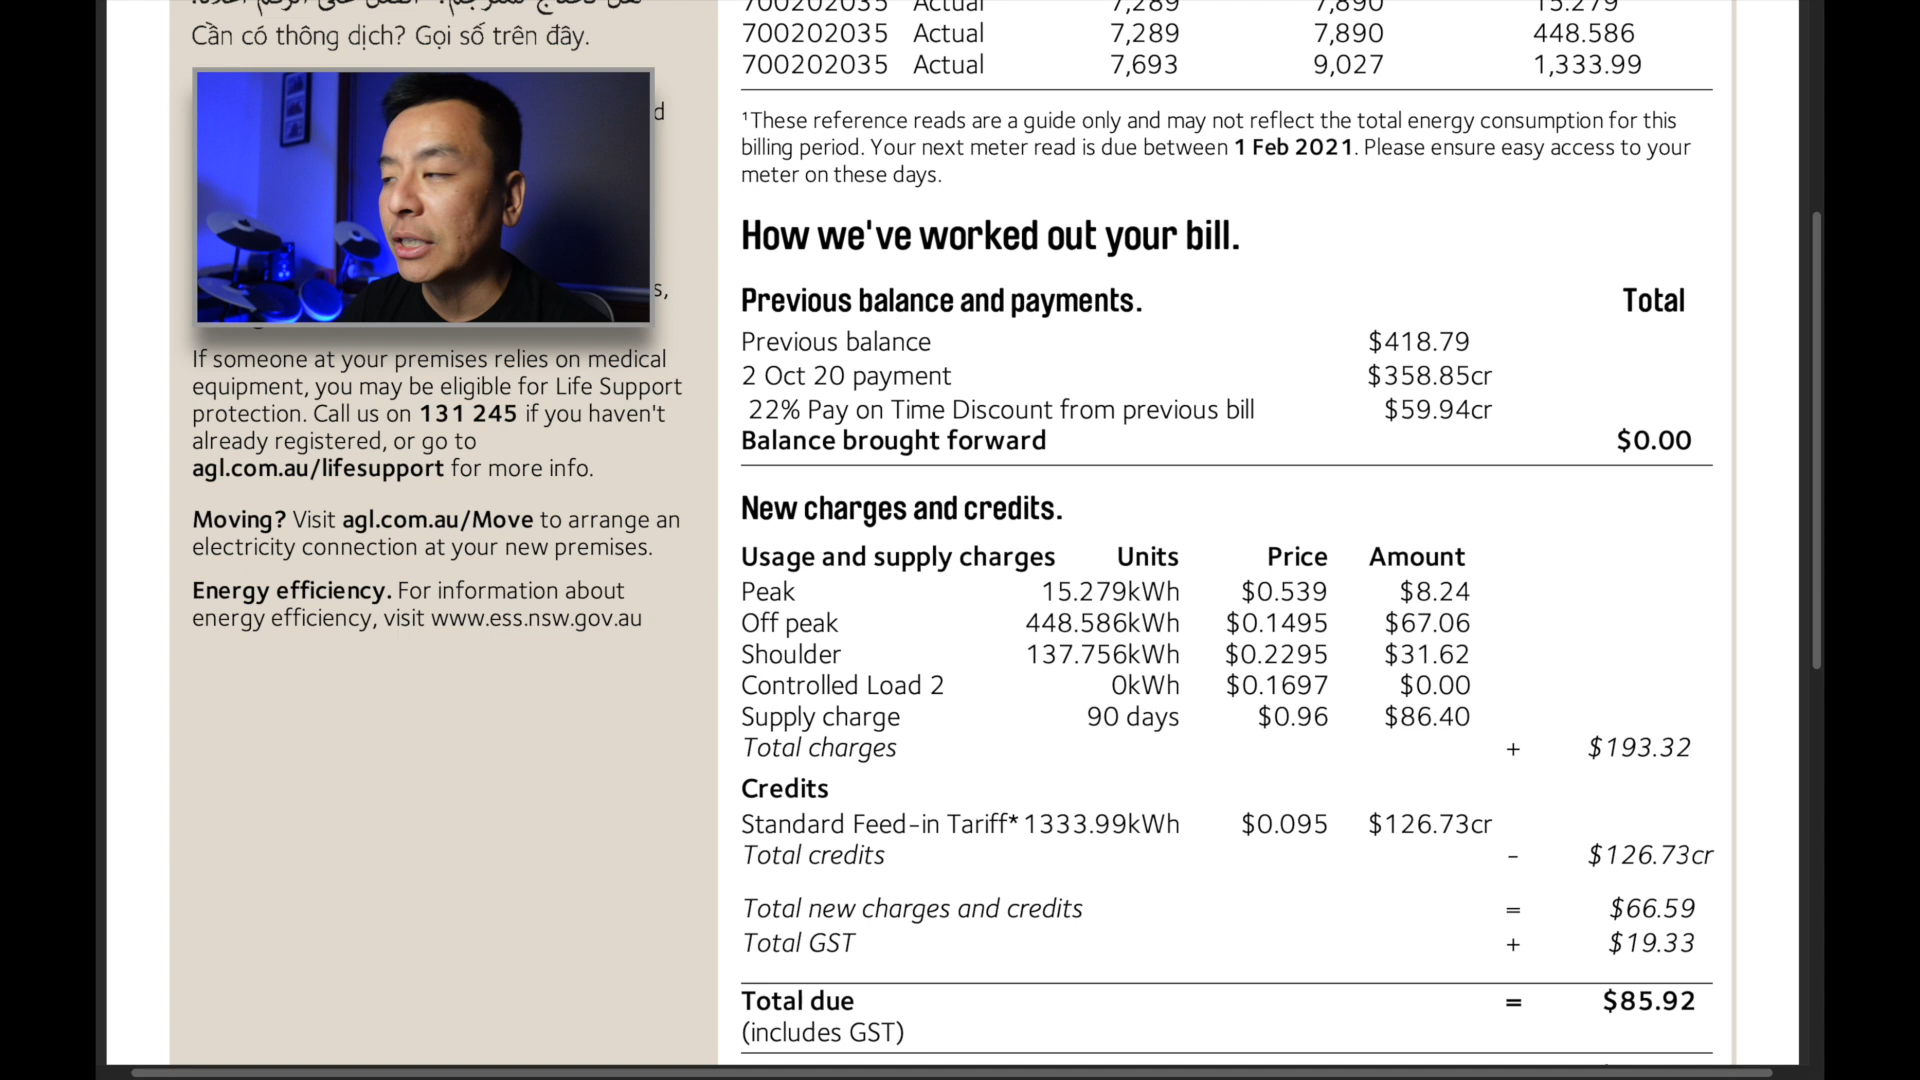 Cần có thông dịch? Gọi số trên đây.
d
s,
If someone at your premises relies on medical
equipment, you may be eligible for Life Support
protection. Call us on 131 245 if you haven't
already registered, or go to
agl.com.au/lifesupport for more info.
Moving? Visit agl.com.au/Move to arrange an
electricity connection at your new premises.
Energy efficiency. For information about
energy efficiency, visit www.ess.nsw.gov.au
700202035 Actual 7,289 7,890 15.279
700202035 Actual 7,289 7,890 448.586
700202035 Actual 7,693 9,027 1,333.99
¹These reference reads are a guide only and may not reflect the total energy consumption for this
billing period. Your next meter read is due between 1 Feb 2021. Please ensure easy access to your
meter on these days.
How we've worked out your bill.
Previous balance and payments. Total
Previous balance $418.79
2 Oct 20 payment $358.85cr
22% Pay on Time Discount from previous bill $59.94cr
Balance brought forward $0.00
New charges and credits.
Usage and supply charges Units Price Amount
Peak 15.279kWh $0.539 $8.24
Off peak 448.586kWh $0.1495 $67.06
Shoulder 137.756kWh $0.2295 $31.62
Controlled Load 2 0kWh $0.1697 $0.00
Supply charge 90 days $0.96 $86.40
Total charges + $193.32
Credits
Standard Feed-in Tariff* 1333.99kWh $0.095 $126.73cr
Total credits - $126.73cr
Total new charges and credits = $66.59
Total GST + $19.33
Total due = $85.92
(includes GST)